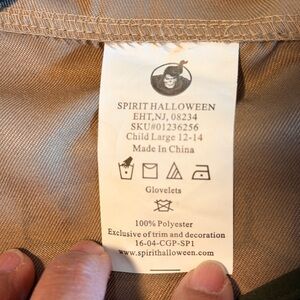 SPIRIT HALLOWEEN
EHT,NJ, 08234
SKU#01236256
Child Large 12-14
Made in China
Glovelets
100% Polyester
Exclusive of trim and decoration
16-04-CGP-SP1
www.spirithalloween.com